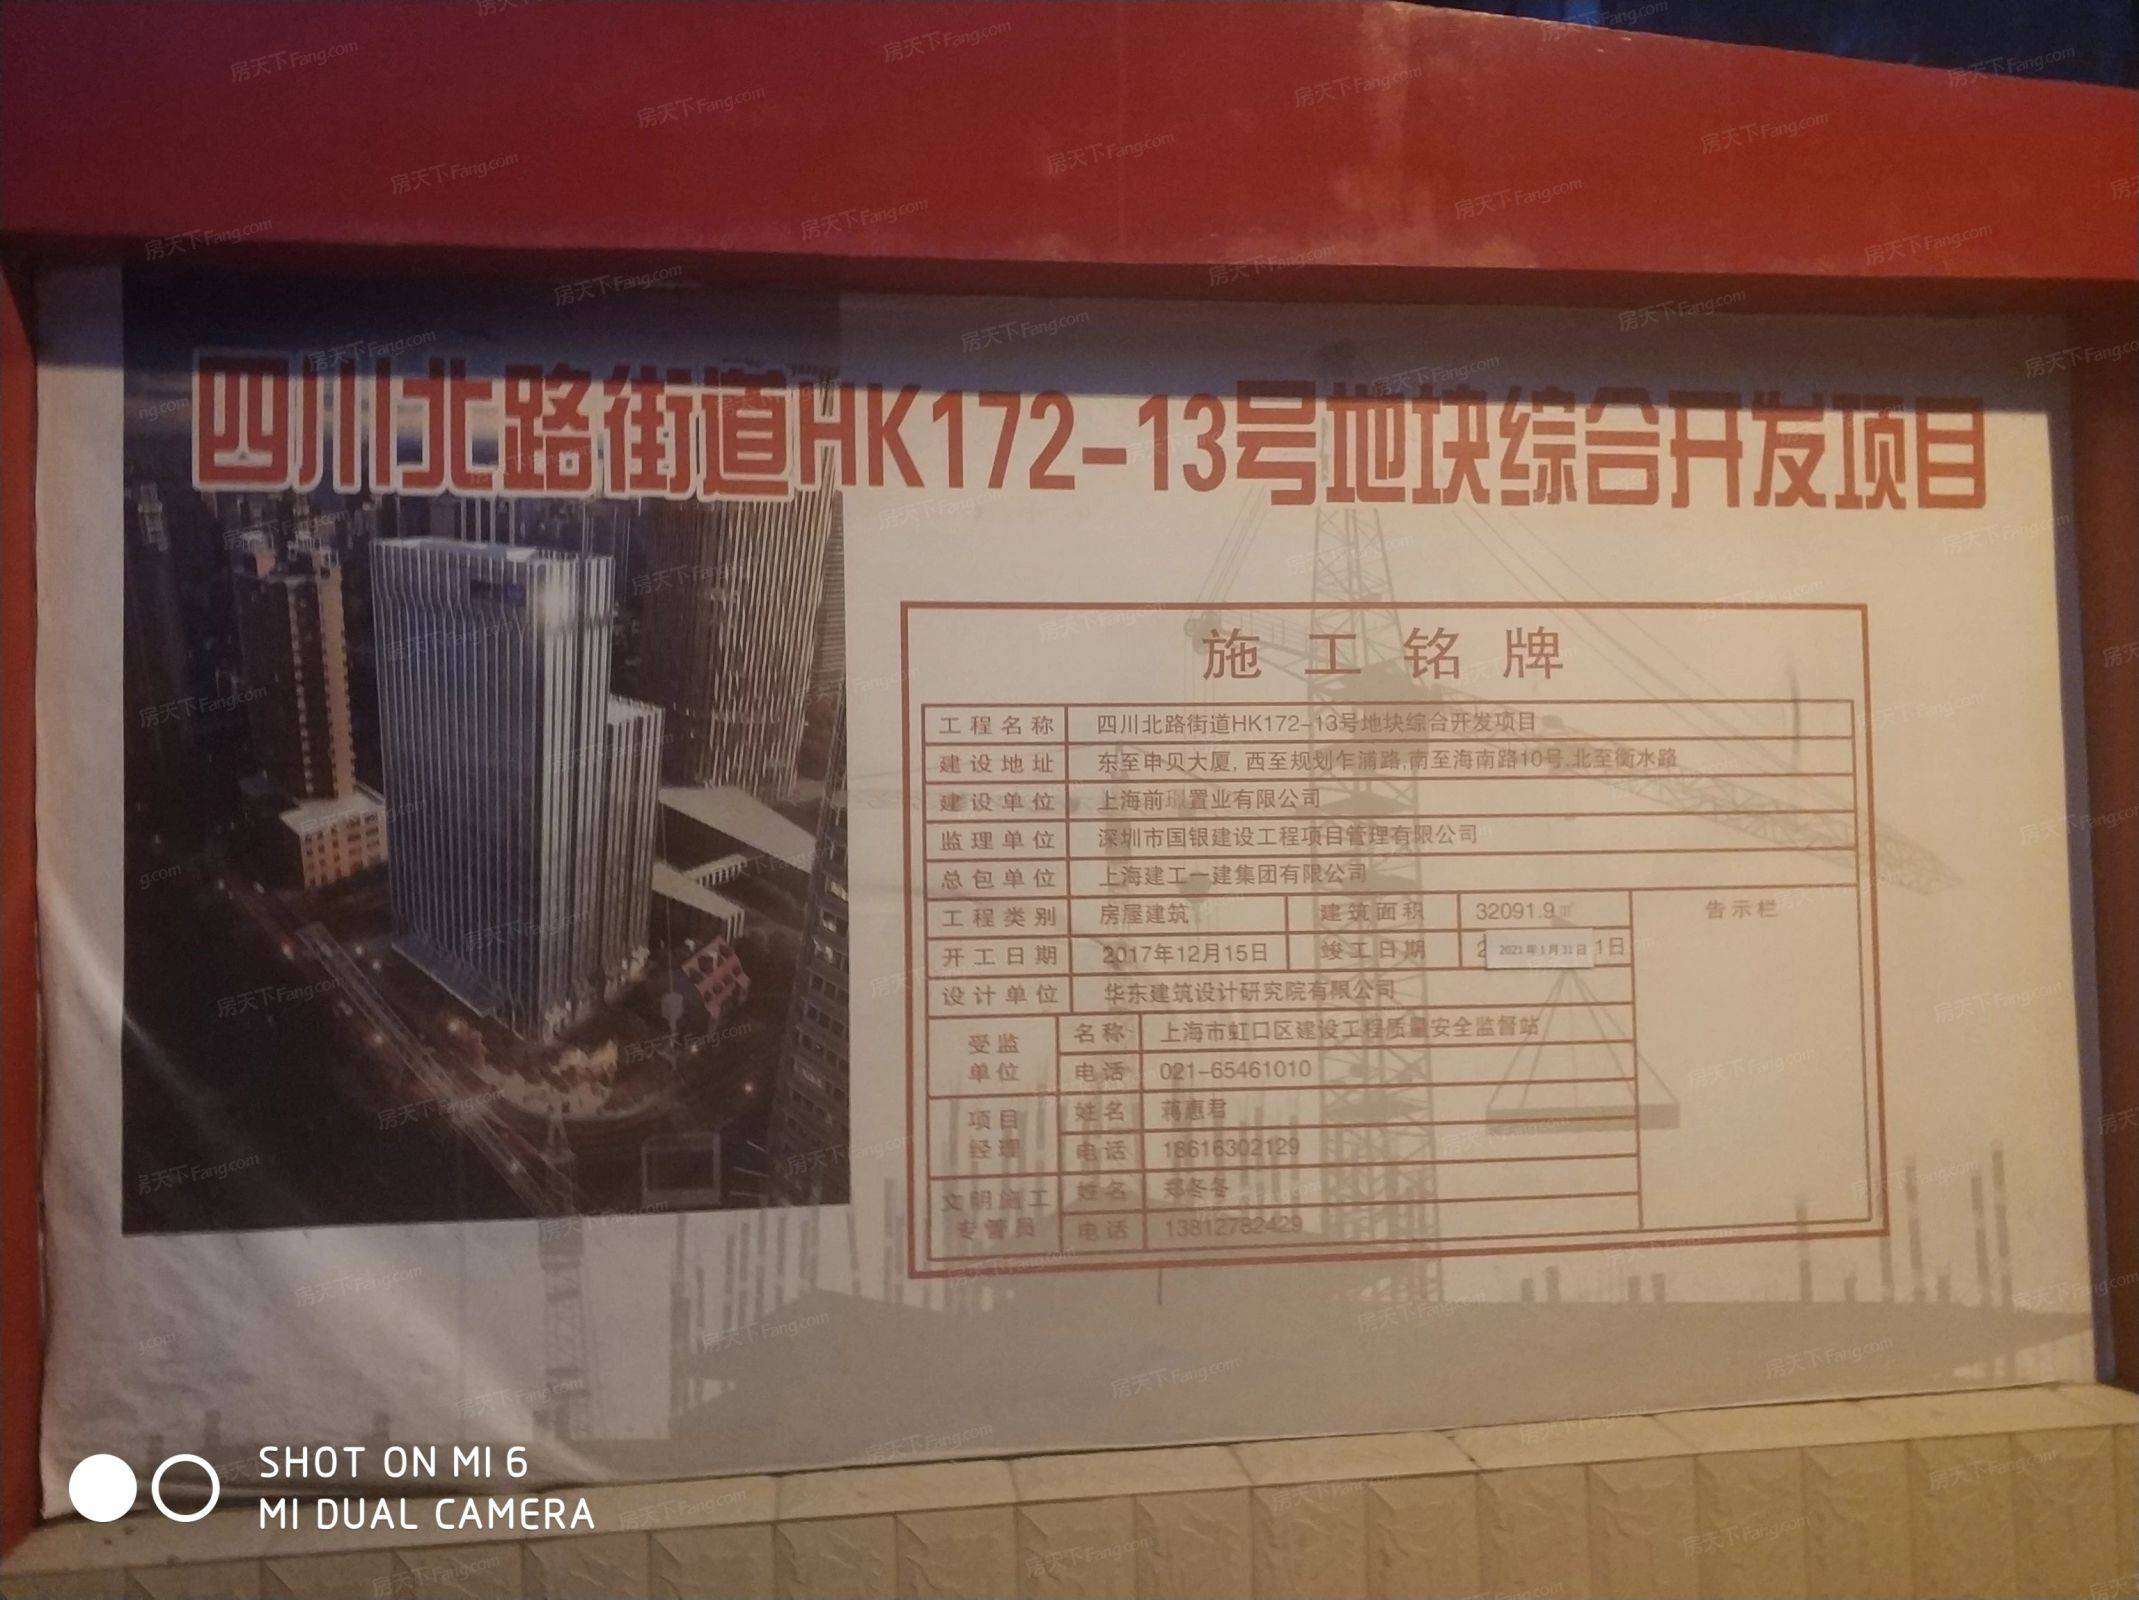 四川北路街道HK172-13号地块综合开发项目
施工铭牌
工程名称 四川北路街道HK172-13号地块综合开发项目
建设地址 东至申贝大厦,西至规划乍浦路,南至海南路10号,北至衡水路
建设单位 上海前璟置业有限公司
监理单位 深圳市国银建设工程项目管理有限公司
总包单位 上海建工一建集团有限公司
工程类别 房屋建筑 建筑面积 32091.9㎡ 告示栏
开工日期 2017年12月15日 竣工日期 2 2021年1月31日 1日
设计单位 华东建筑设计研究院有限公司
受监单位 名称 上海市虹口区建设工程质量安全监督站
电话 021-65461010
项目经理 姓名 蒋惠君
电话 18616302129
文明施工专管员 姓名 郑冬冬
电话 13812782429
SHOT ON MI 6
MI DUAL CAMERA
房天下Fang.com